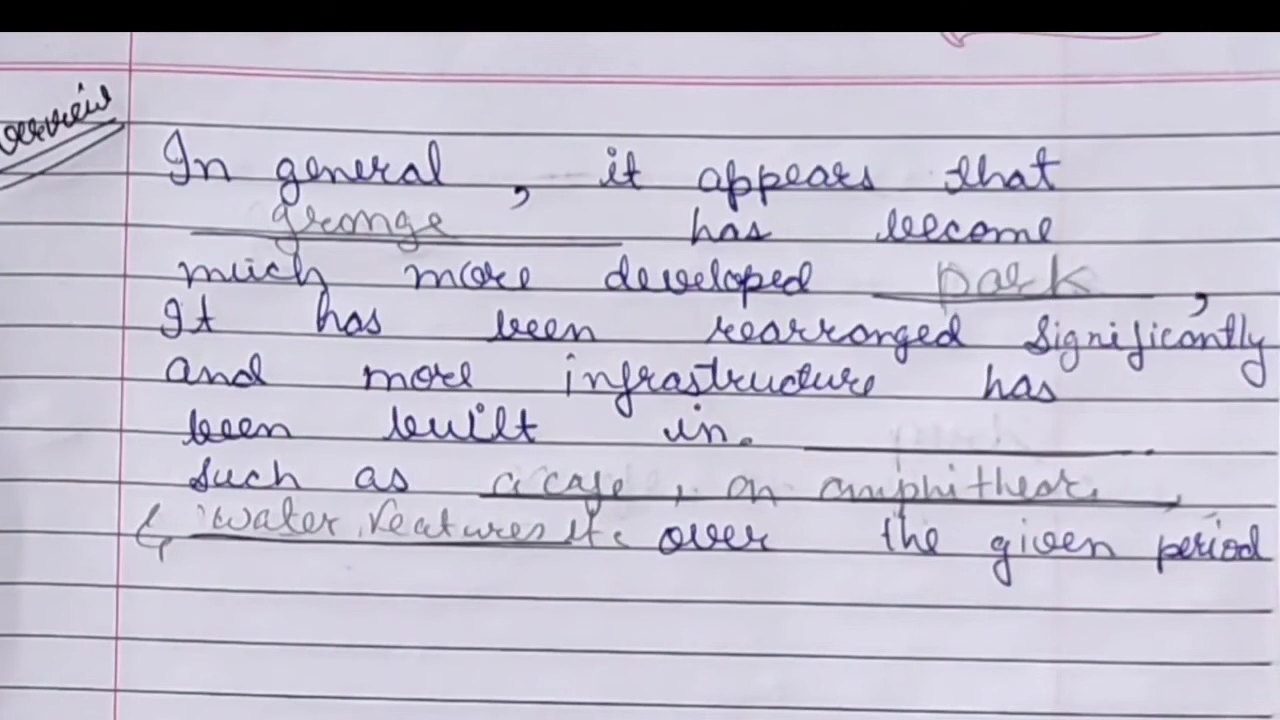 overview
In general, it appears that
grange has become
much more developed park,
It has been rearranged significantly
and more infrastructure has
been built in.
Such as a cafe, an amphithear,
water features etc over the given period